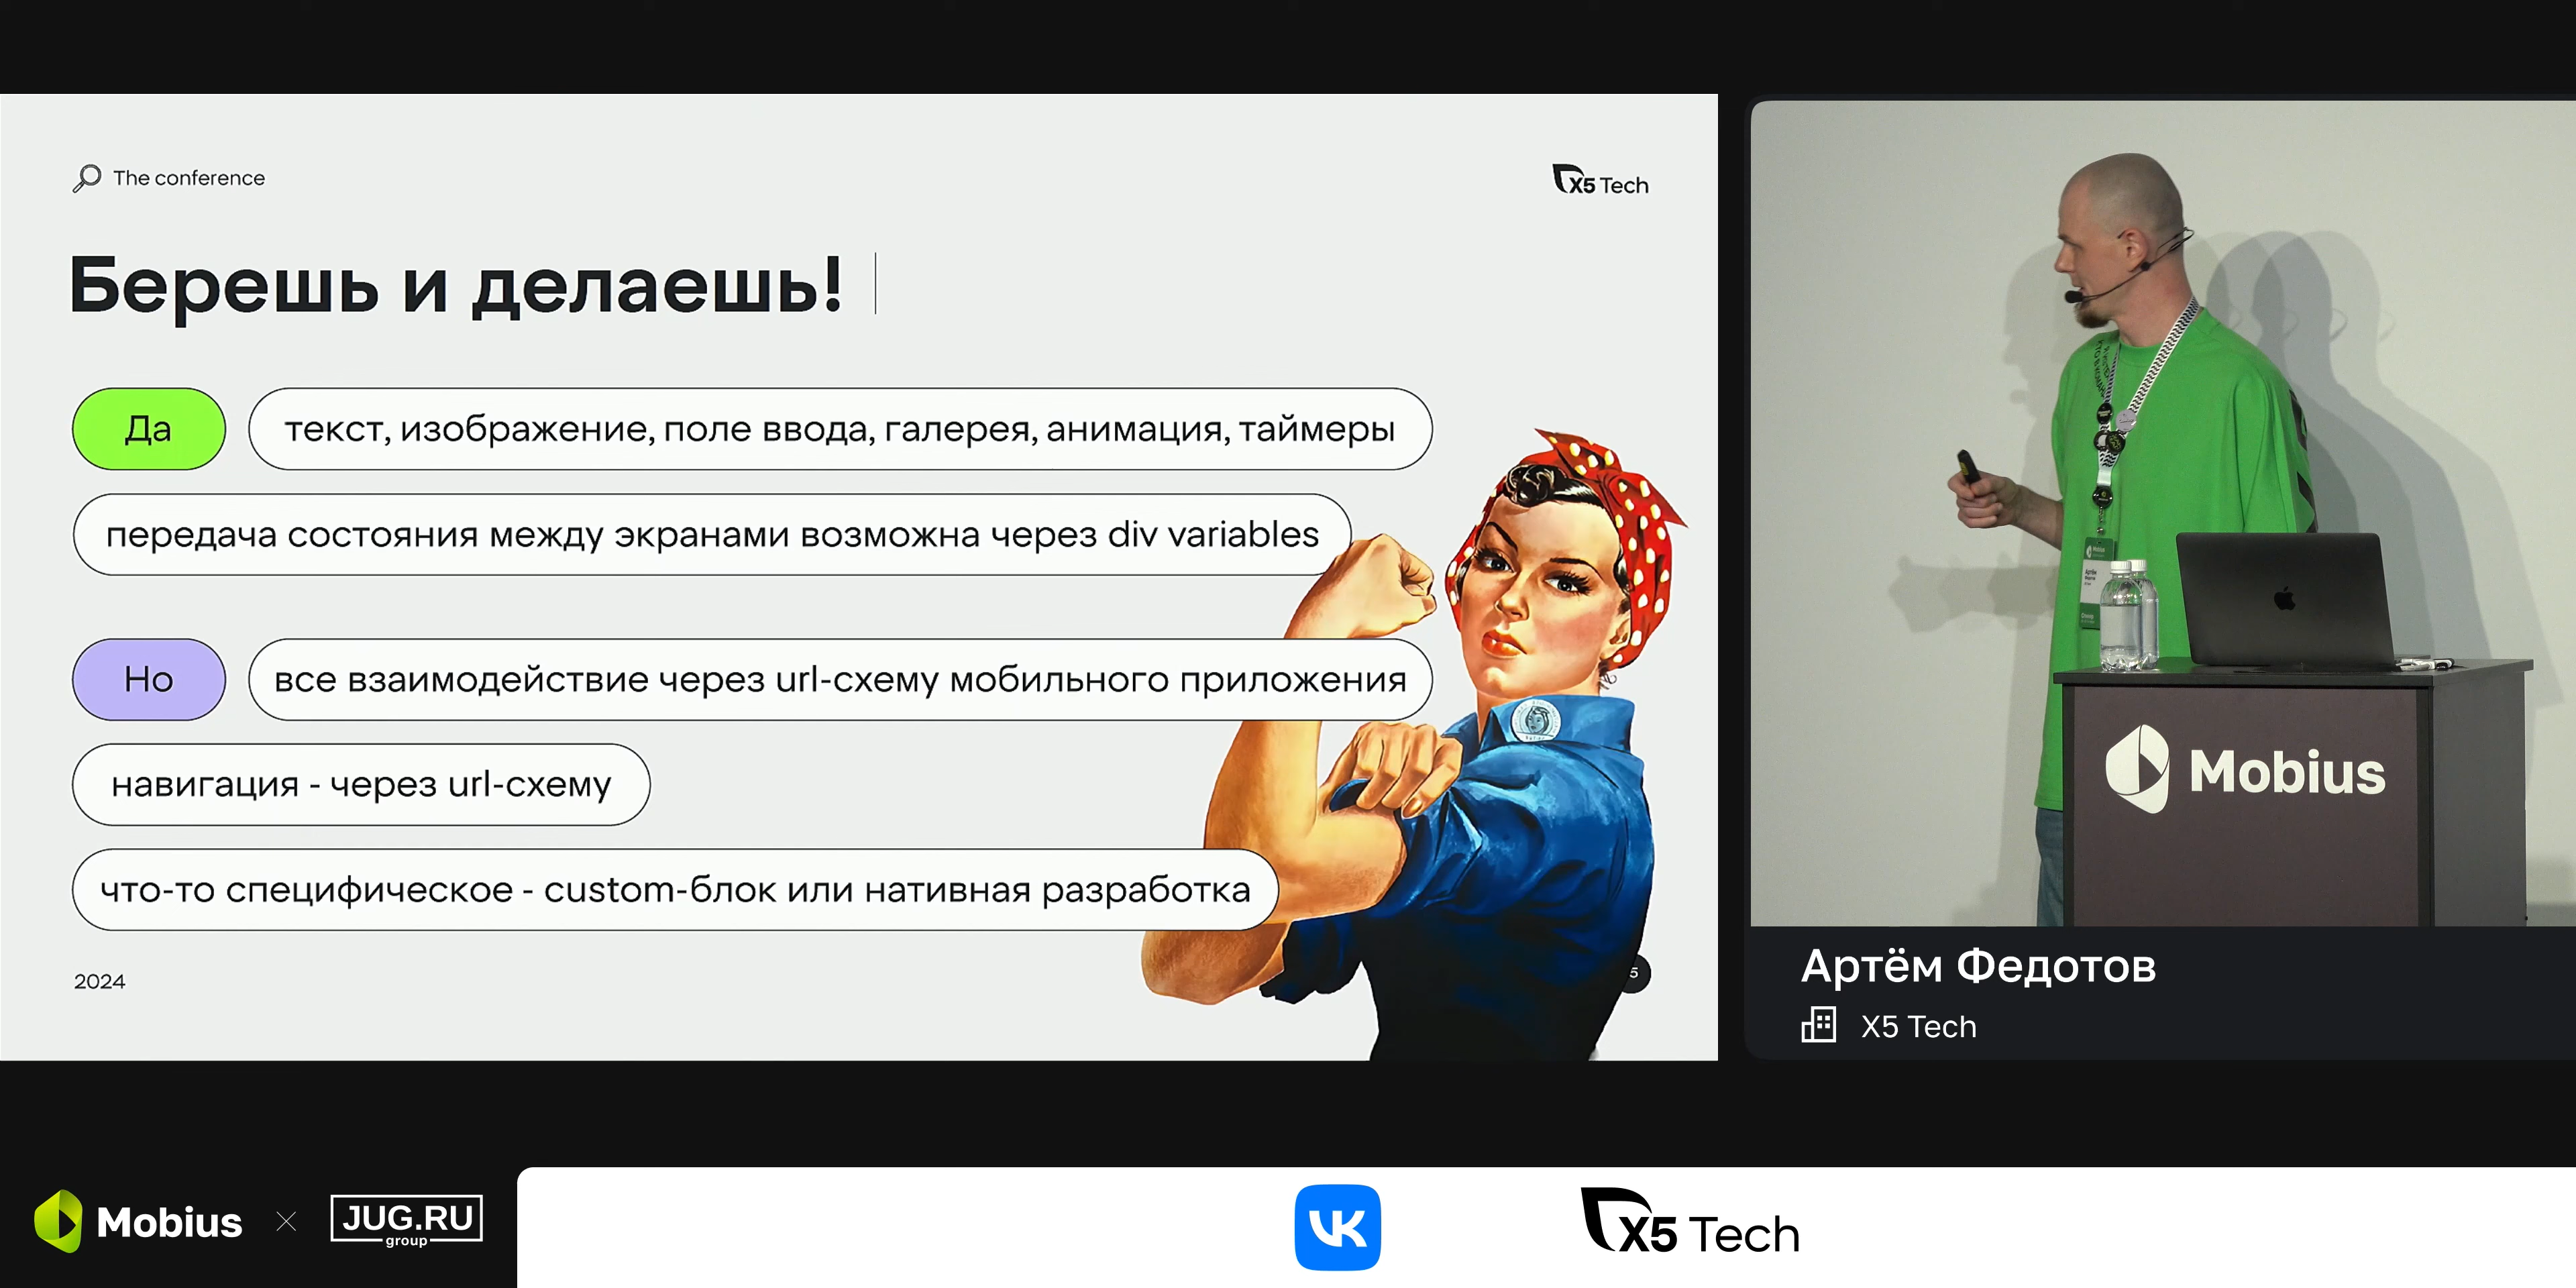 The conference
X5 Tech
Берешь и делаешь!
Да
текст, изображение, поле ввода, галерея, анимация, таймеры
передача состояния между экранами возможна через div variables
Но
все взаимодействие через url-схему мобильного приложения
навигация - через url-схему
что-то специфическое - custom-блок или нативная разработка
2024
5
Mobius
Артём Федотов
X5 Tech
Mobius
JUG.RU
group
VK
X5 Tech